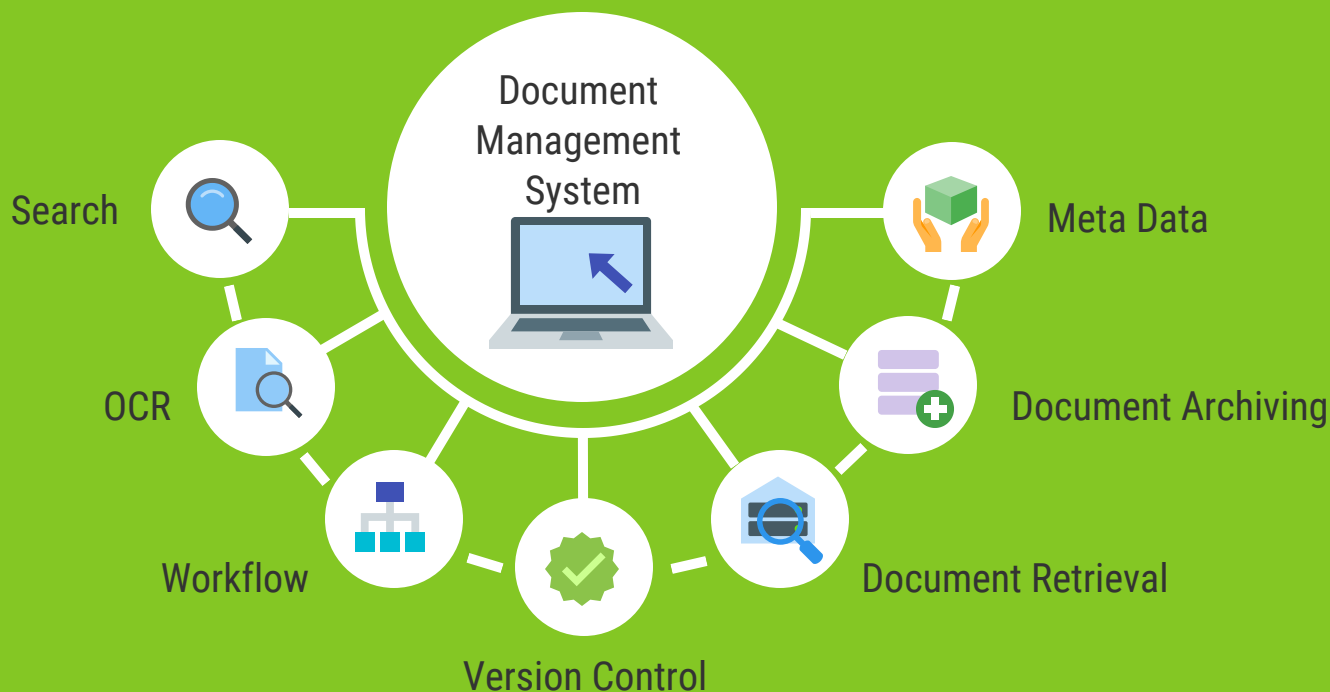 Document
Management
System
Search
Meta Data
OCR
Document Archiving
Workflow
Document Retrieval
Version Control